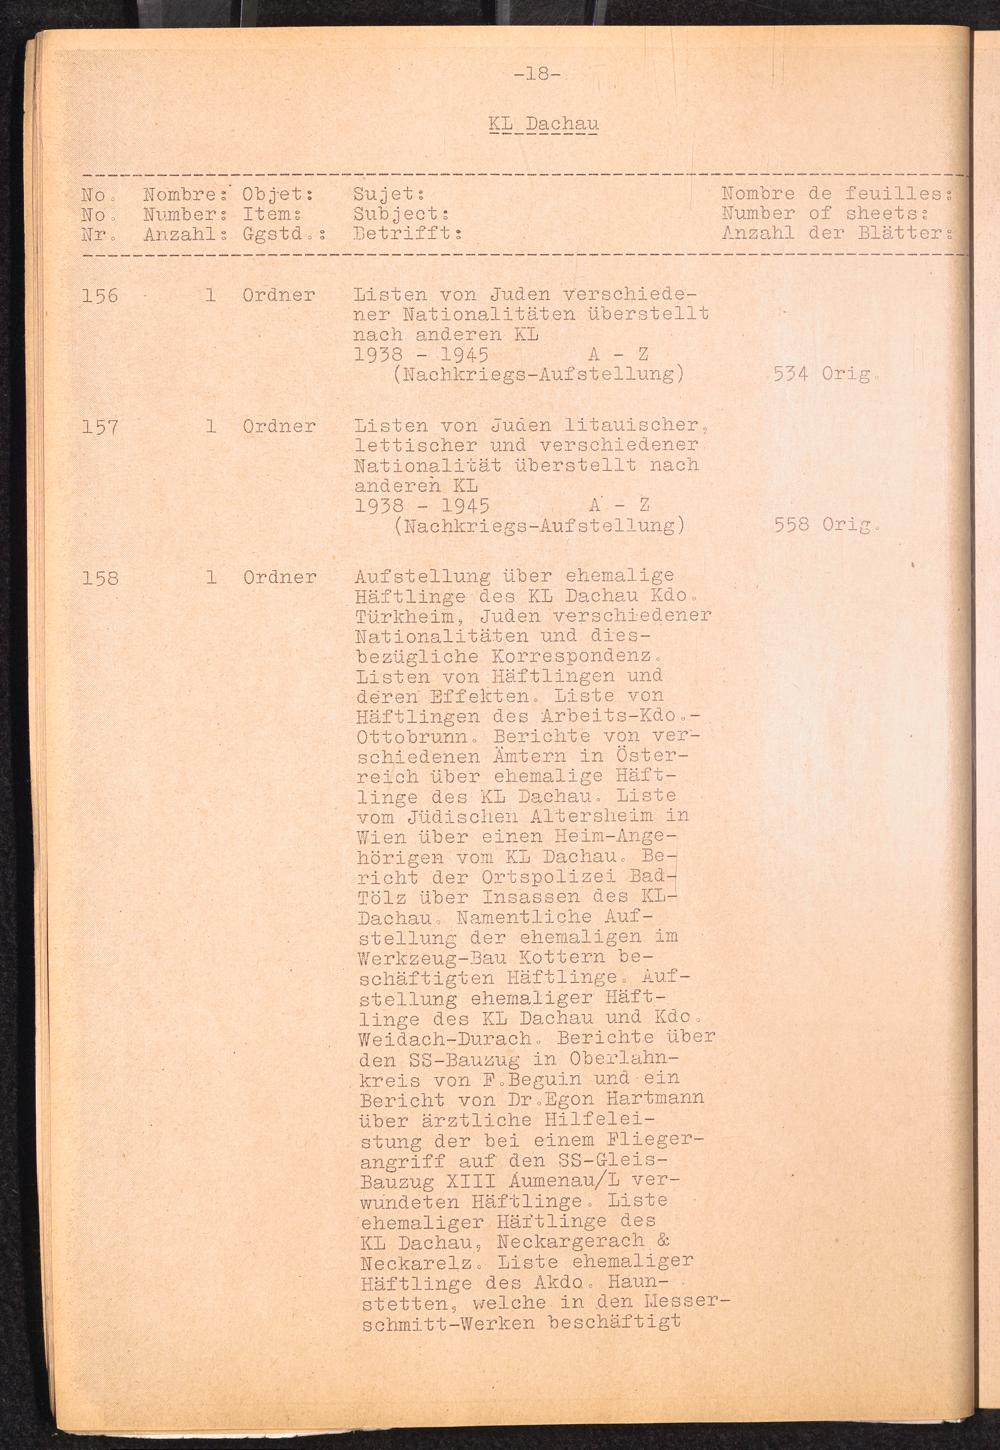 -18-
KL Dachau
No. Nombre: Objet: Sujet: Nombre de feuilles:
No. Number: Item: Subject: Number of sheets:
Nr. Anzahl: Ggstd.: Betrifft: Anzahl der Blätter:
156 1 Ordner Listen von Juden verschiede-
ner Nationalitäten überstellt
nach anderen KL
1938 - 1945 A - Z
(Nachkriegs-Aufstellung) 534 Orig.
157 1 Ordner Listen von Juden litauischer,
lettischer und verschiedener
Nationalität überstellt nach
anderen KL
1938 - 1945 A - Z
(Nachkriegs-Aufstellung) 558 Orig.
158 1 Ordner Aufstellung über ehemalige
Häftlinge des KL Dachau Kdo.
Türkheim, Juden verschiedener
Nationalitäten und dies-
bezügliche Korrespondenz.
Listen von Häftlingen und
deren Effekten. Liste von
Häftlingen des Arbeits-Kdo.-
Ottobrunn. Berichte von ver-
schiedenen Ämtern in Öster-
reich über ehemalige Häft-
linge des KL Dachau. Liste
vom Jüdischen Altersheim in
Wien über einen Heim-Ange-
hörigen vom KL Dachau. Be-
richt der Ortspolizei Bad-
Tölz über Insassen des KL-
Dachau. Namentliche Auf-
stellung der ehemaligen im
Werkzeug-Bau Kottern be-
schäftigten Häftlinge. Auf-
stellung ehemaliger Häft-
linge des KL Dachau und Kdo.
Weidach-Durach. Berichte über
den SS-Bauzug in Oberlahn-
kreis von F.Beguin und ein
Bericht von Dr.Egon Hartmann
über ärztliche Hilfelei-
stung der bei einem Flieger-
angriff auf den SS-Gleis-
Bauzug XIII Aumenau/L ver-
wundeten Häftlinge. Liste
ehemaliger Häftlinge des
KL Dachau, Neckargerach &
Neckarelz. Liste ehemaliger
Häftlinge des Akdo. Haun-
stetten, welche in den Messer-
schmitt-Werken beschäftigt